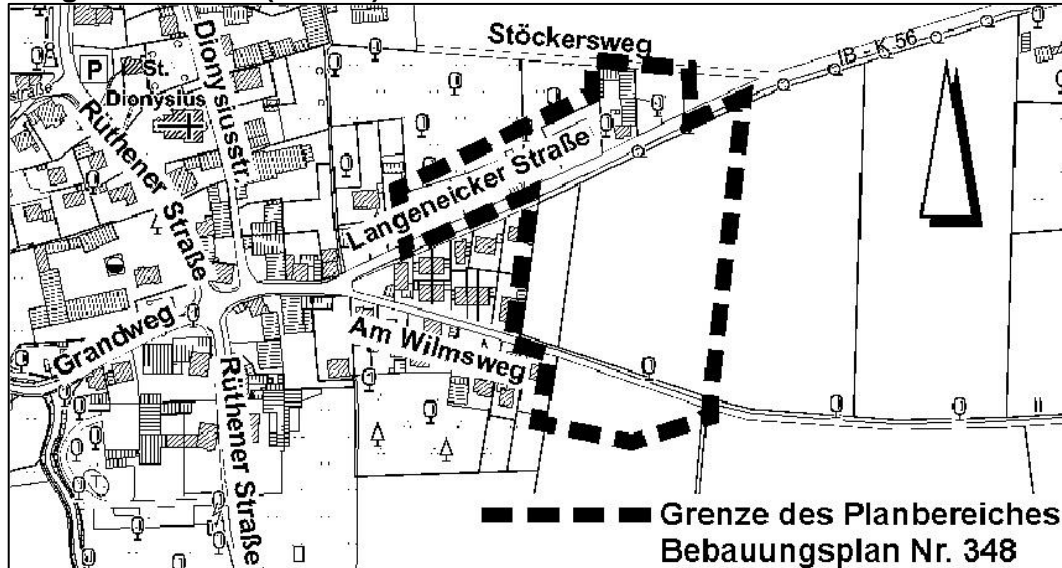 Stöckersweg
IB - K 56
P
St.
Dionysius
Dionysiusstr.
Rüthener Straße
Langeneicker Straße
Grandweg
Am Wilmsweg
Rüthener Straße
Grenze des Planbereiches
Bebauungsplan Nr. 348